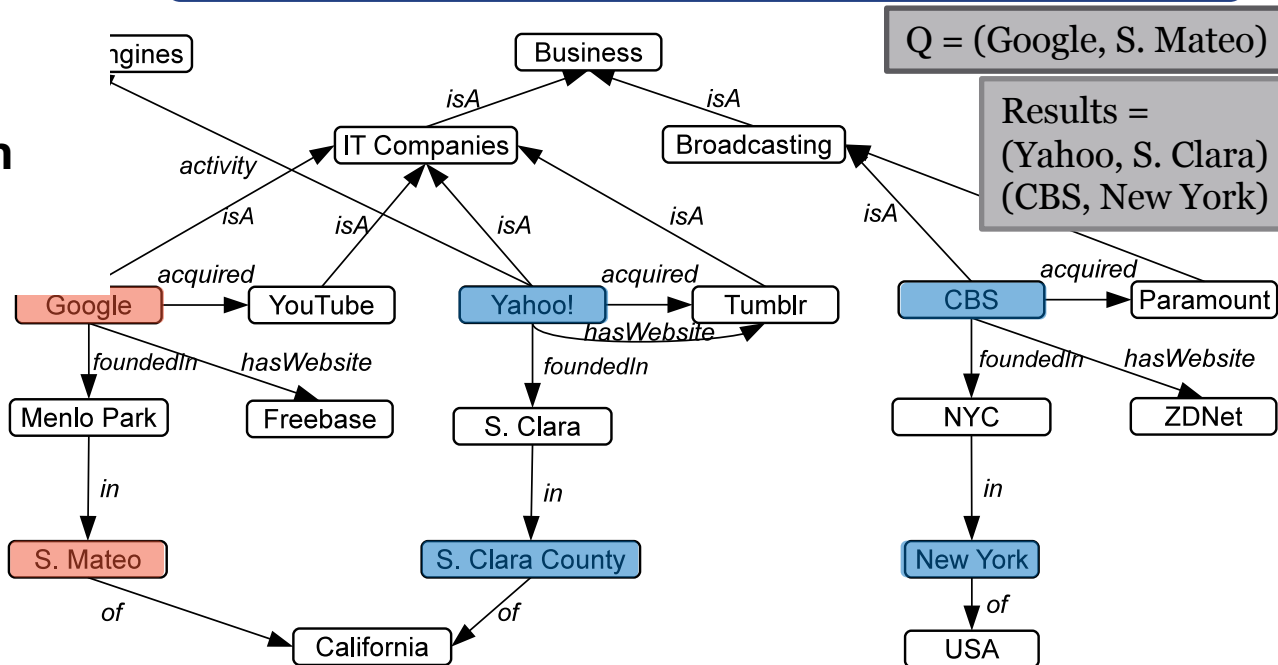 ngines
Business
Q = (Google, S. Mateo)
isA
isA
Results =
(Yahoo, S. Clara)
(CBS, New York)
IT Companies
Broadcasting
n
activity
isA
isA
isA
isA
isA
acquired
acquired
acquired
Google
YouTube
Yahoo!
Tumblr
CBS
Paramount
hasWebsite
foundedIn
hasWebsite
foundedIn
foundedIn
hasWebsite
Menlo Park
Freebase
S. Clara
NYC
ZDNet
in
in
in
S. Mateo
S. Clara County
New York
of
of
of
California
USA